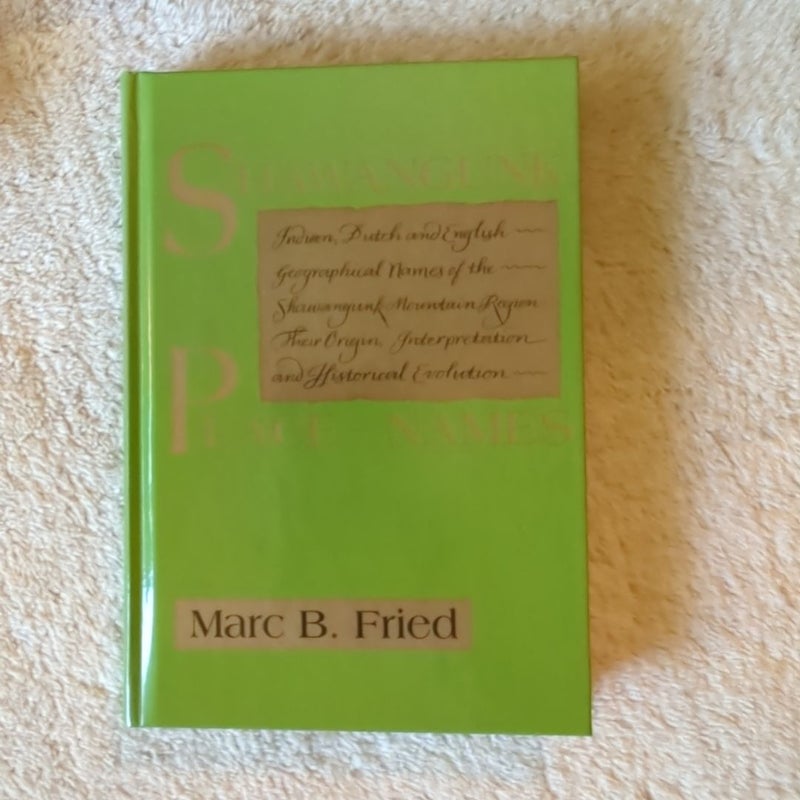 SHAWANGUNK
Indian, Dutch and English
Geographical Names of the
Shawangunk Mountain Region
Their Origin, Interpretation
and Historical Evolution
PLACE NAMES
Marc B. Fried